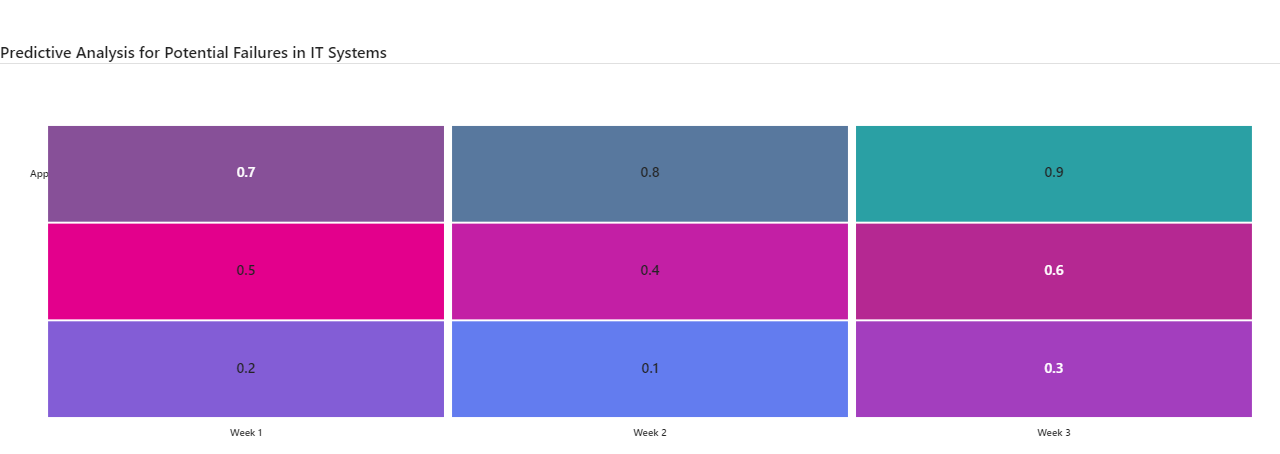 Predictive Analysis for Potential Failures in IT Systems
App 0.7 0.8 0.9
0.5 0.4 0.6
0.2 0.1 0.3
Week 1 Week 2 Week 3